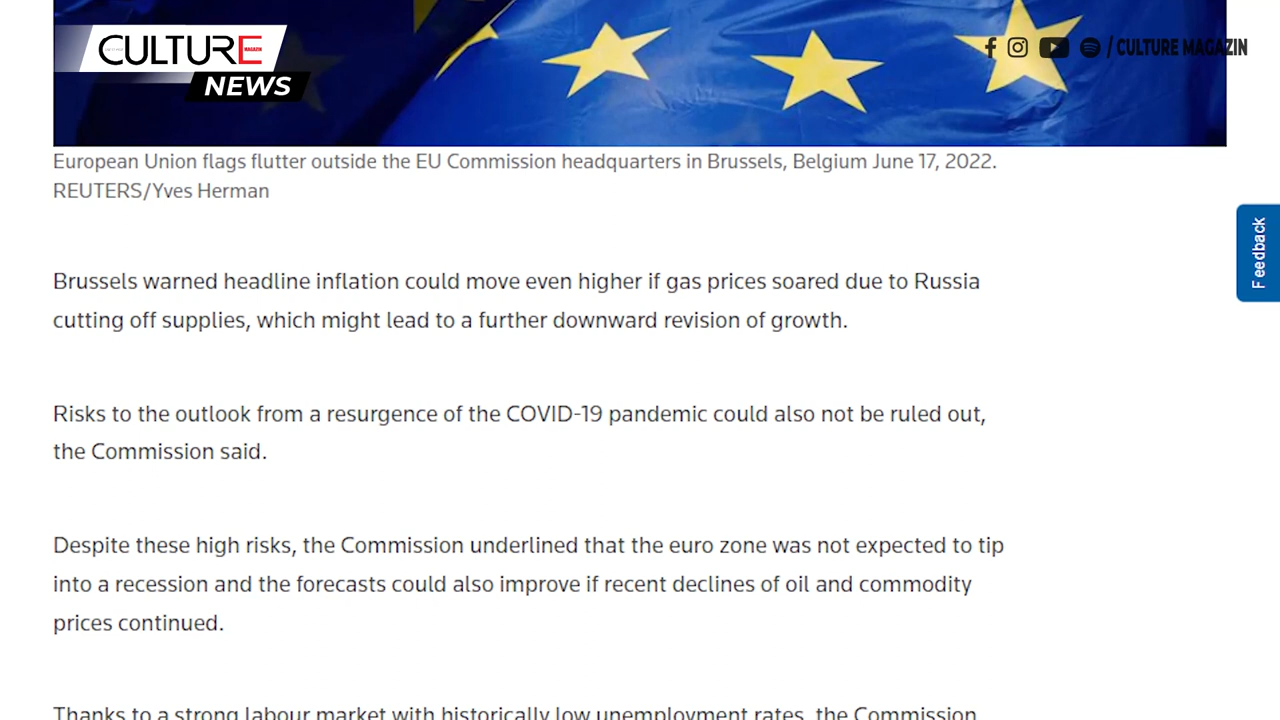 CULTURE
MAGAZIN
NEWS
/ CULTURE MAGAZIN
European Union flags flutter outside the EU Commission headquarters in Brussels, Belgium June 17, 2022.
REUTERS/Yves Herman
Feedback
Brussels warned headline inflation could move even higher if gas prices soared due to Russia
cutting off supplies, which might lead to a further downward revision of growth.
Risks to the outlook from a resurgence of the COVID-19 pandemic could also not be ruled out,
the Commission said.
Despite these high risks, the Commission underlined that the euro zone was not expected to tip
into a recession and the forecasts could also improve if recent declines of oil and commodity
prices continued.
Thanks to a strong labour market with historically low unemployment rates, the Commission